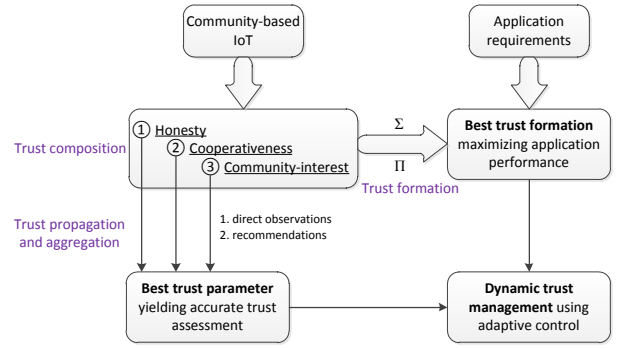 Community-based
IoT
Application
requirements
Trust composition
1 Honesty
2 Cooperativeness
3 Community-interest
Σ
Π
Trust formation
Best trust formation
maximizing application
performance
Trust propagation
and aggregation
1. direct observations
2. recommendations
Best trust parameter
yielding accurate trust
assessment
Dynamic trust
management using
adaptive control